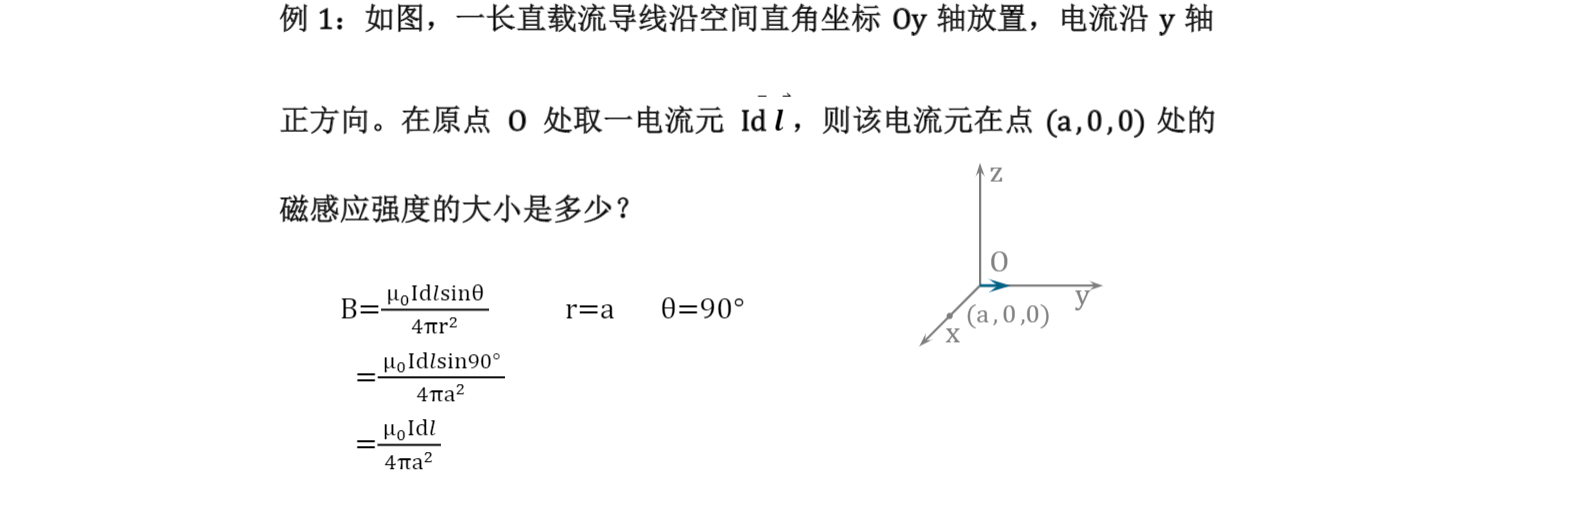 例 1：如图，一长直载流导线沿空间直角坐标 Oy 轴放置，电流沿 y 轴
正方向。在原点 O 处取一电流元 Id l⃗，则该电流元在点 (a,0,0) 处的
磁感应强度的大小是多少？
z
O
y
(a,0,0)
x
B=μ₀Idlsinθ/4πr² r=a θ=90°
=μ₀Idlsin90°/4πa²
=μ₀Idl/4πa²